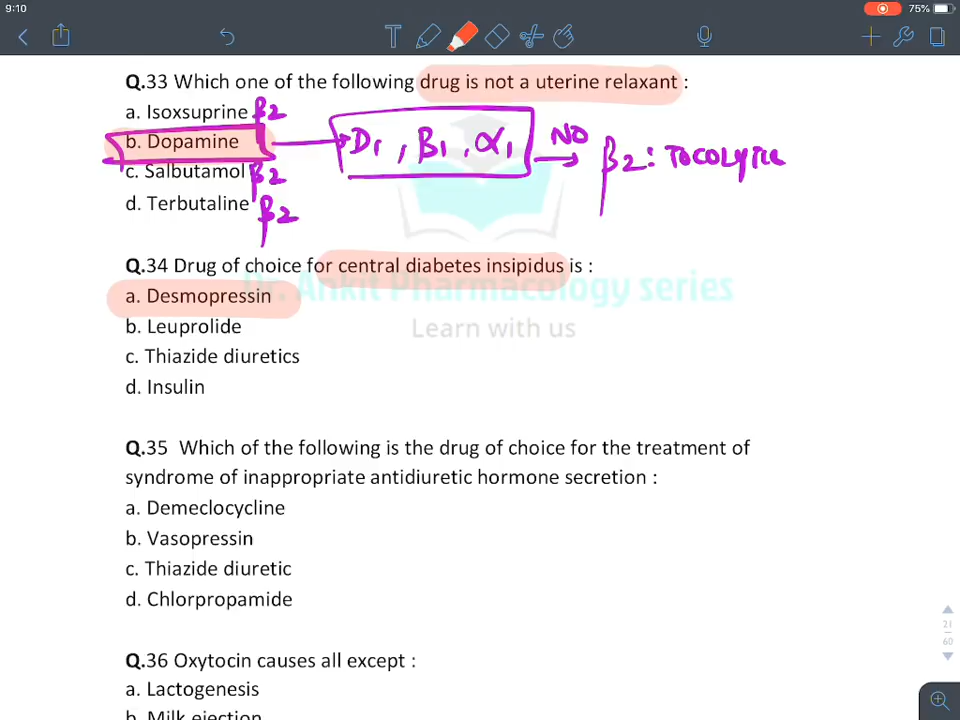 9:10
75%
T
Q.33 Which one of the following drug is not a uterine relaxant :
a. Isoxsuprine β2
b. Dopamine D1 , β1 , α1 NO β2 : Tocolytic
c. Salbutamol β2
d. Terbutaline β2
Q.34 Drug of choice for central diabetes insipidus is :
Dr. Ankit Pharmacology series
a. Desmopressin
b. Leuprolide
Learn with us
c. Thiazide diuretics
d. Insulin
Q.35 Which of the following is the drug of choice for the treatment of
syndrome of inappropriate antidiuretic hormone secretion :
a. Demeclocycline
b. Vasopressin
c. Thiazide diuretic
d. Chlorpropamide
21
60
Q.36 Oxytocin causes all except :
a. Lactogenesis
b. Milk ejection